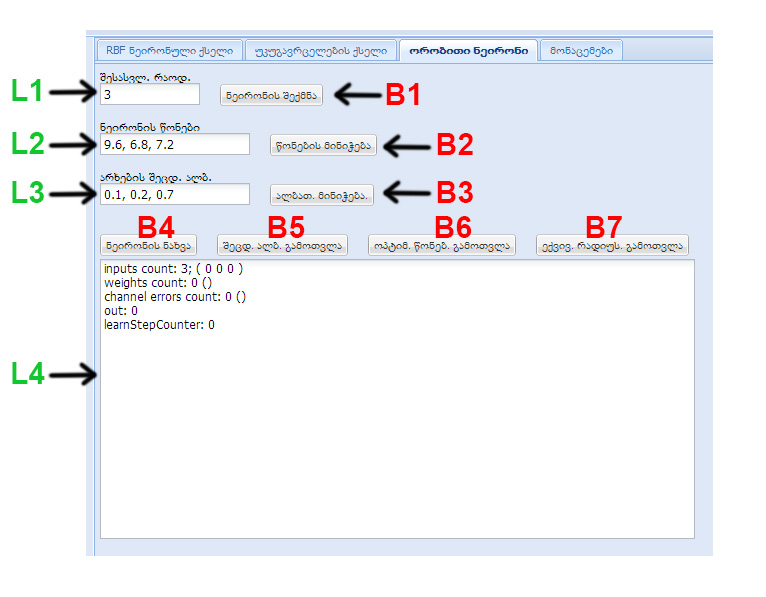 RBF ნეირონული ქსელი უკუგავრცელების ქსელი ორობითი ნეირონი მონაცემები
შესასვლ. რაოდ.
L1 3 ნეირონის შექმნა B1
ნეირონის წონები
L2 9.6, 6.8, 7.2 წონების მინიჭება B2
არხების შეცდ. ალბ.
L3 0.1, 0.2, 0.7 ალბათ. მინიჭება. B3
B4 B5 B6 B7
ნეირონის ნახვა შეცდ. ალბ. გამოთვლა ოპტიმ. წონებ. გამოთვლა ექვივ. რადიუს. გამოთვლა
inputs count: 3; ( 0 0 0 )
weights count: 0 ()
channel errors count: 0 ()
out: 0
learnStepCounter: 0
L4